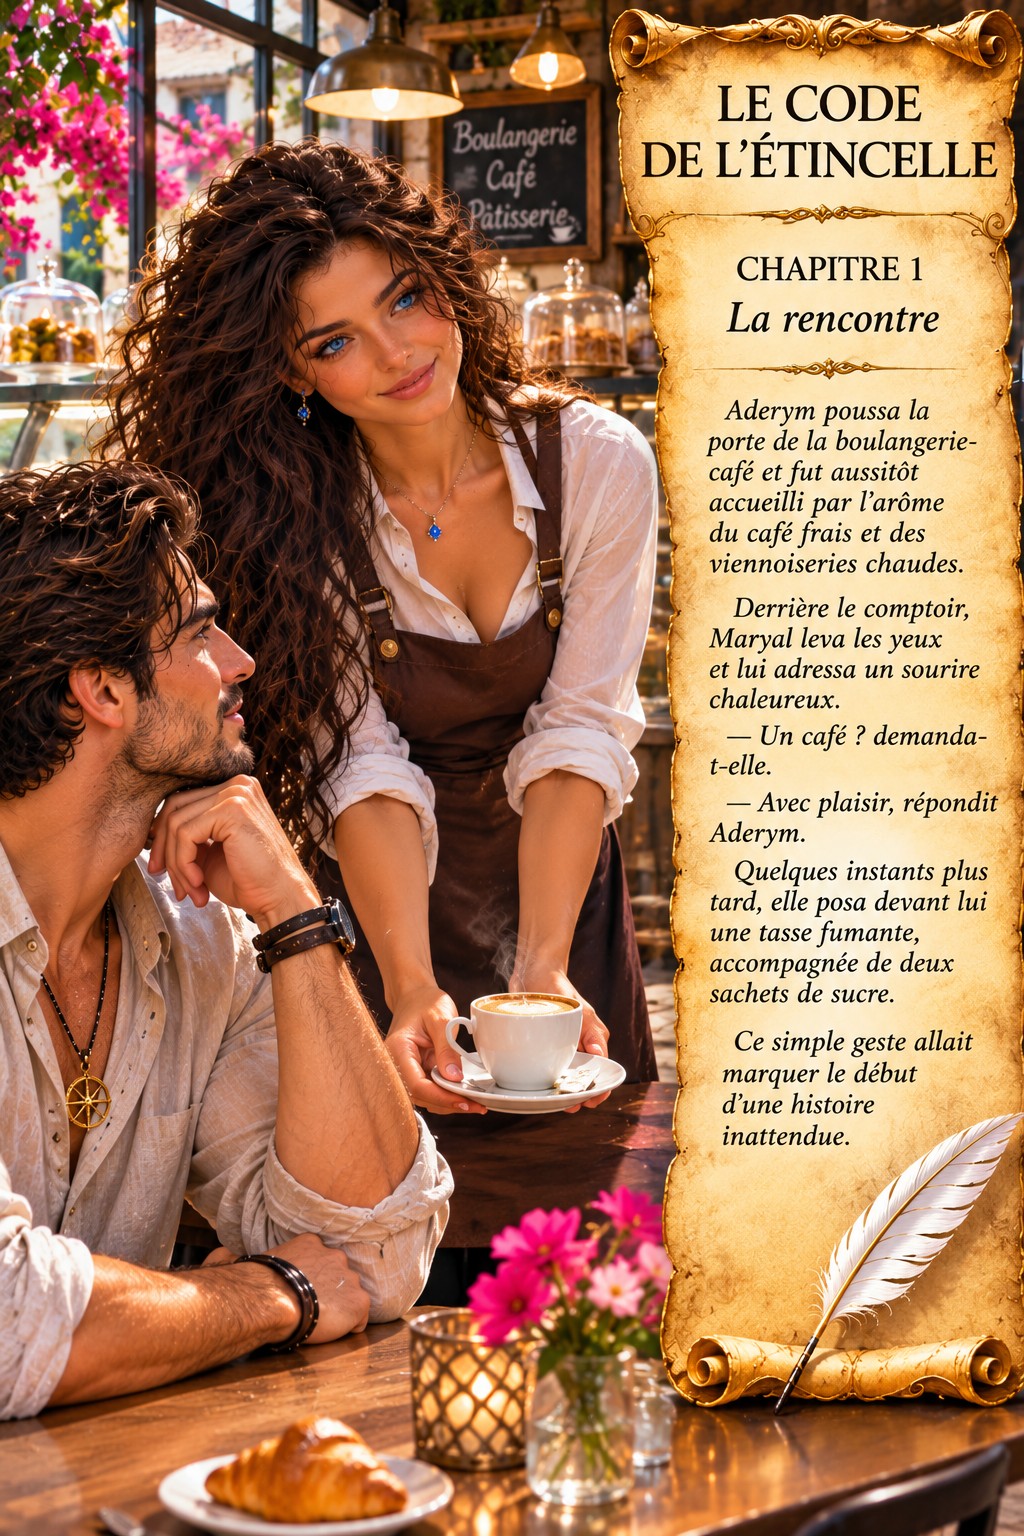 Boulangerie
Café
Pâtisserie
LE CODE
DE L'ÉTINCELLE
CHAPITRE 1
La rencontre
Aderym poussa la
porte de la boulangerie-
café et fut aussitôt
accueilli par l'arôme
du café frais et des
viennoiseries chaudes.
Derrière le comptoir,
Maryal leva les yeux
et lui adressa un sourire
chaleureux.
— Un café ? demanda-
t-elle.
— Avec plaisir, répondit
Aderym.
Quelques instants plus
tard, elle posa devant lui
une tasse fumante,
accompagnée de deux
sachets de sucre.
Ce simple geste allait
marquer le début
d'une histoire
inattendue.